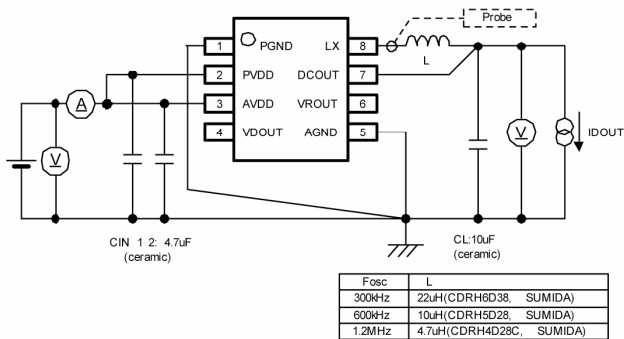 Probe
1 PGND LX 8
L
2 PVDD DCOUT 7
A
3 AVDD VROUT 6
4 VDOUT AGND 5
V
V
IDOUT
CIN 1 2: 4.7uF
(ceramic)
CL:10uF
(ceramic)
Fosc L
300kHz 22uH(CDRH6D38, SUMIDA)
600kHz 10uH(CDRH5D28, SUMIDA)
1.2MHz 4.7uH(CDRH4D28C, SUMIDA)